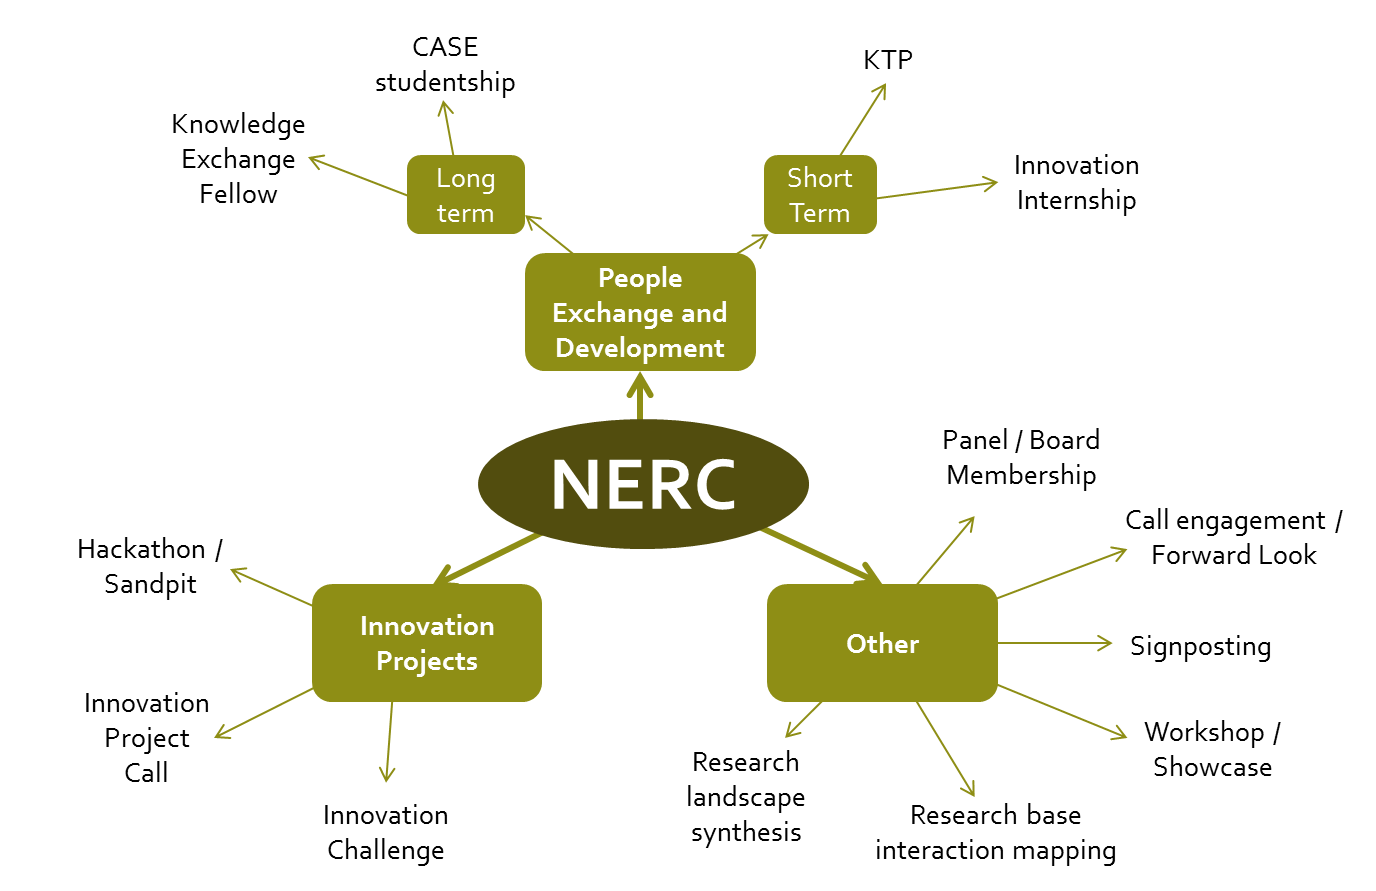 CASE
studentship
KTP
Knowledge
Exchange
Fellow
Long
term
Short
Term
Innovation
Internship
People
Exchange and
Development
NERC
Panel / Board
Membership
Call engagement /
Forward Look
Hackathon /
Sandpit
Innovation
Projects
Other
Signposting
Innovation
Project
Call
Workshop /
Showcase
Research
landscape
synthesis
Innovation
Challenge
Research base
interaction mapping